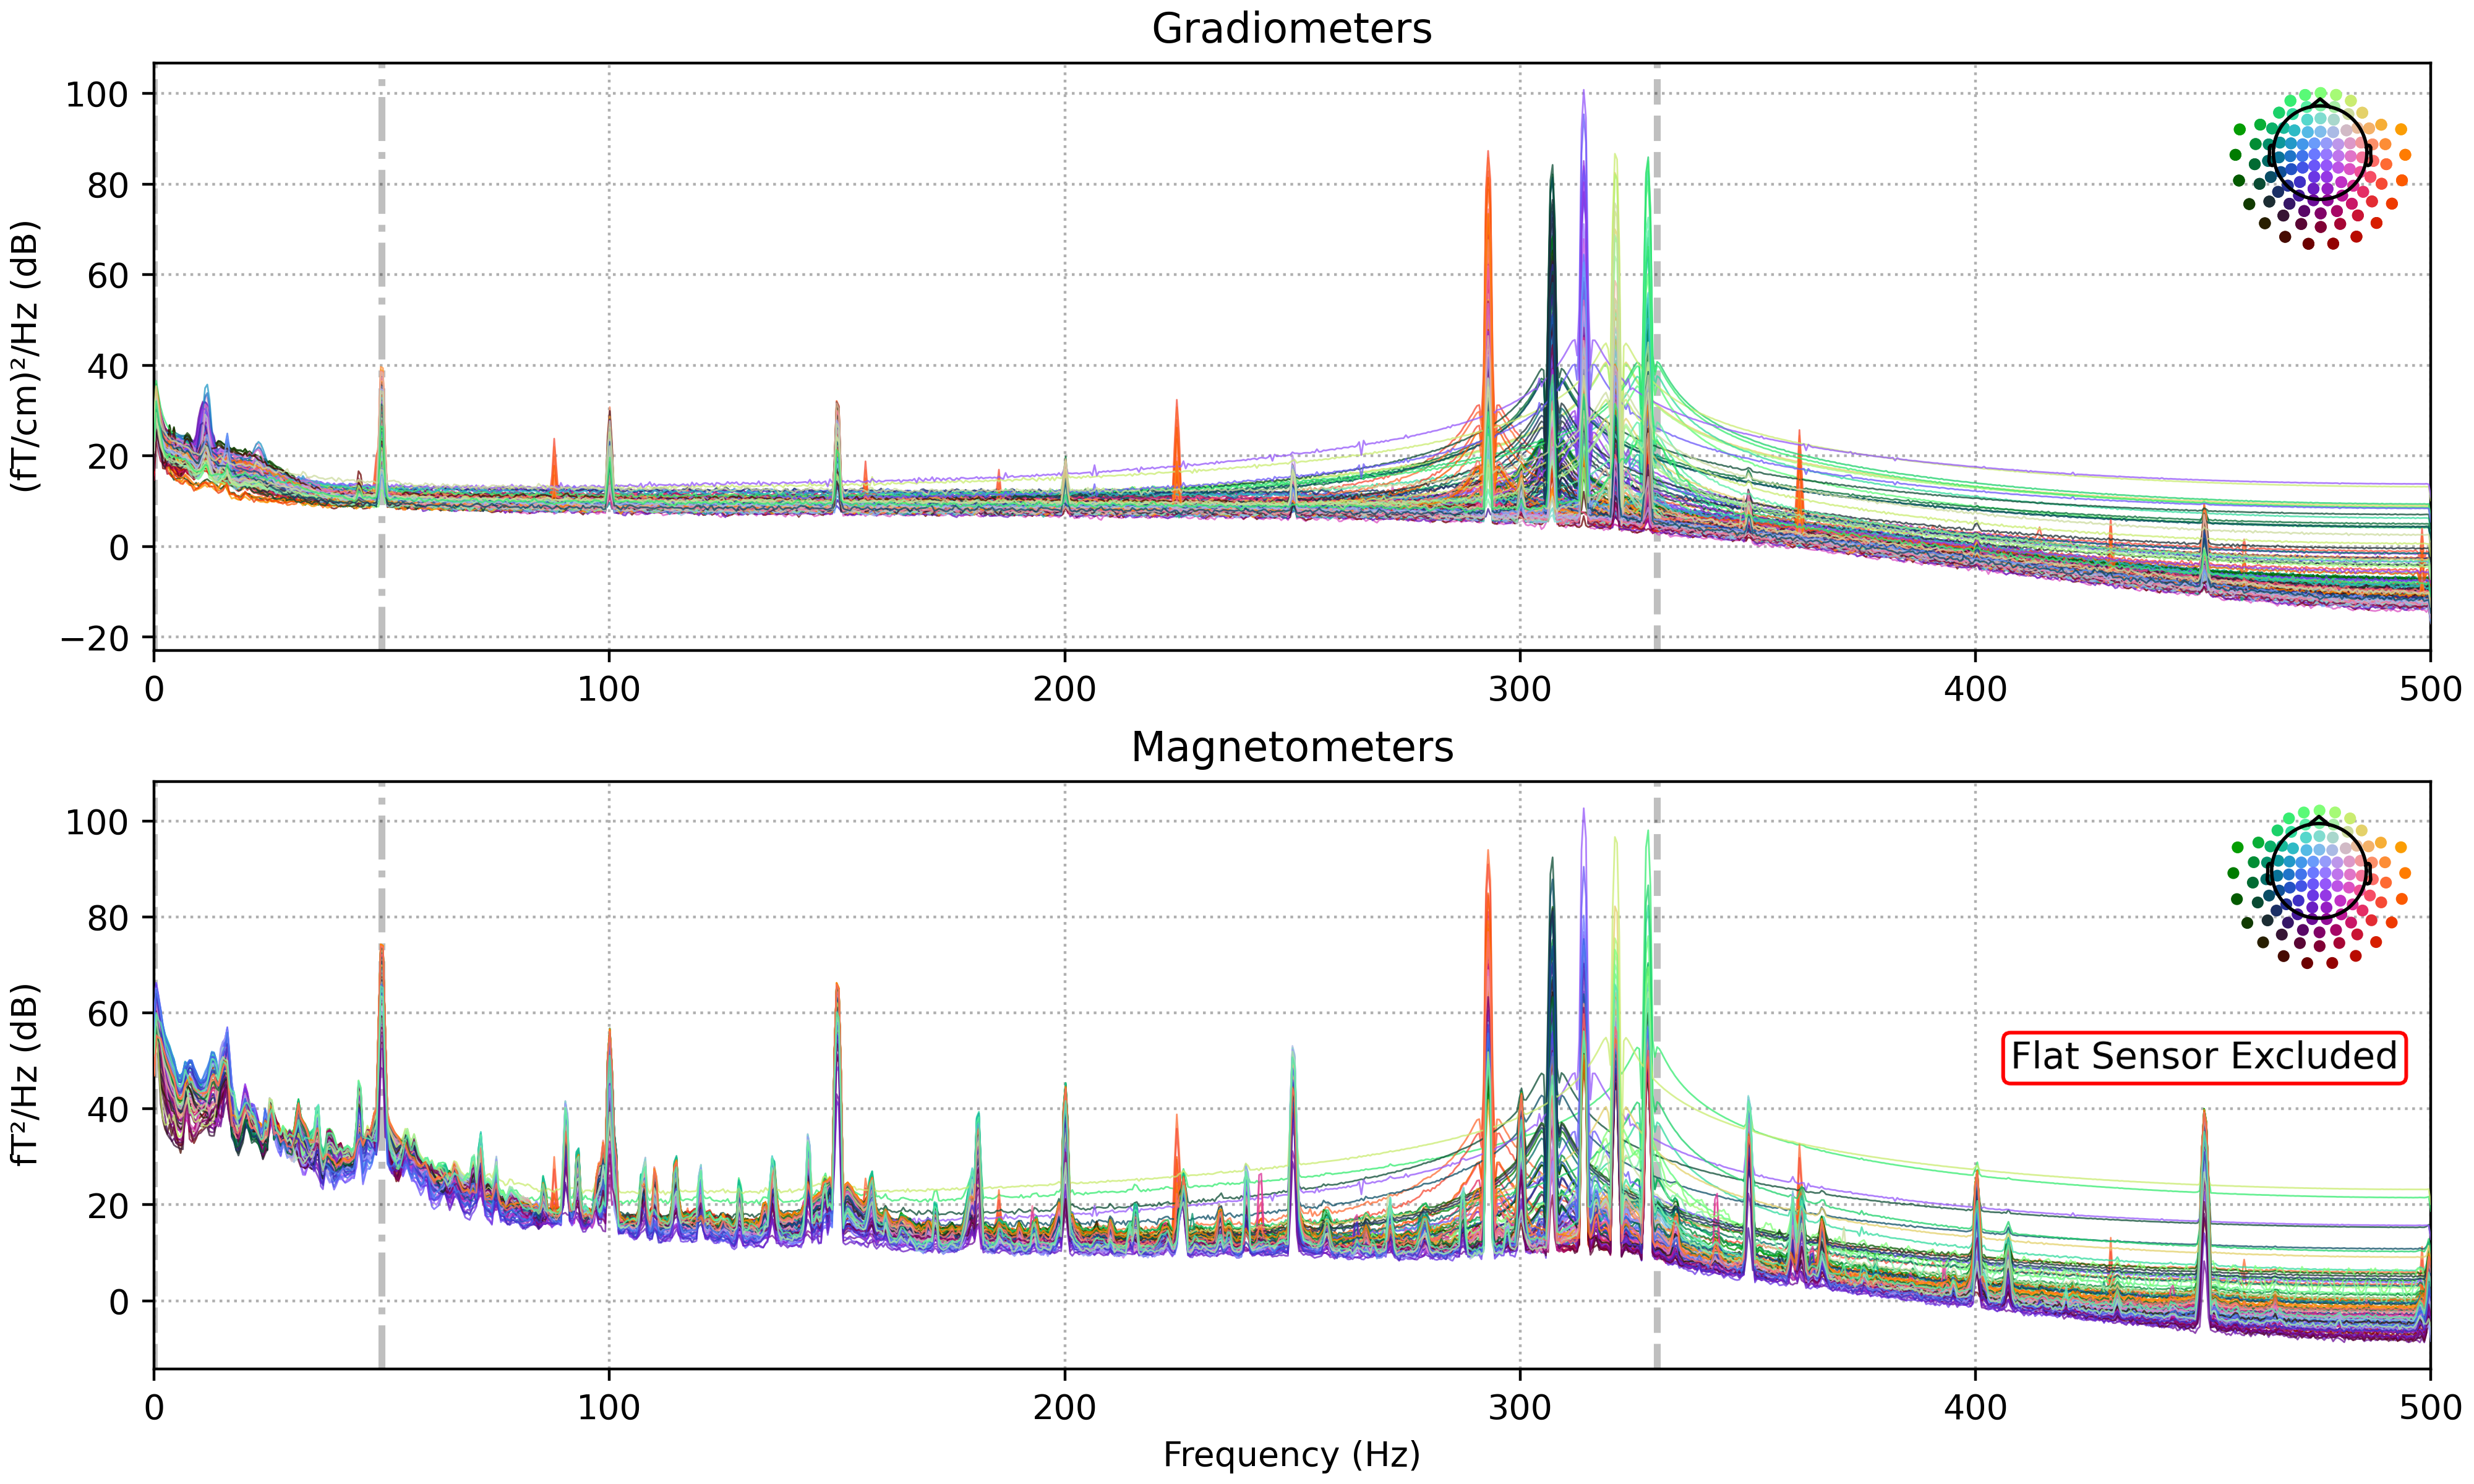 Gradiometers
(fT/cm)²/Hz (dB)
100
80
60
40
20
0
−20
0 100 200 300 400 500
Magnetometers
fT²/Hz (dB)
100
80
60
40
20
0
Flat Sensor Excluded
0 100 200 300 400 500
Frequency (Hz)